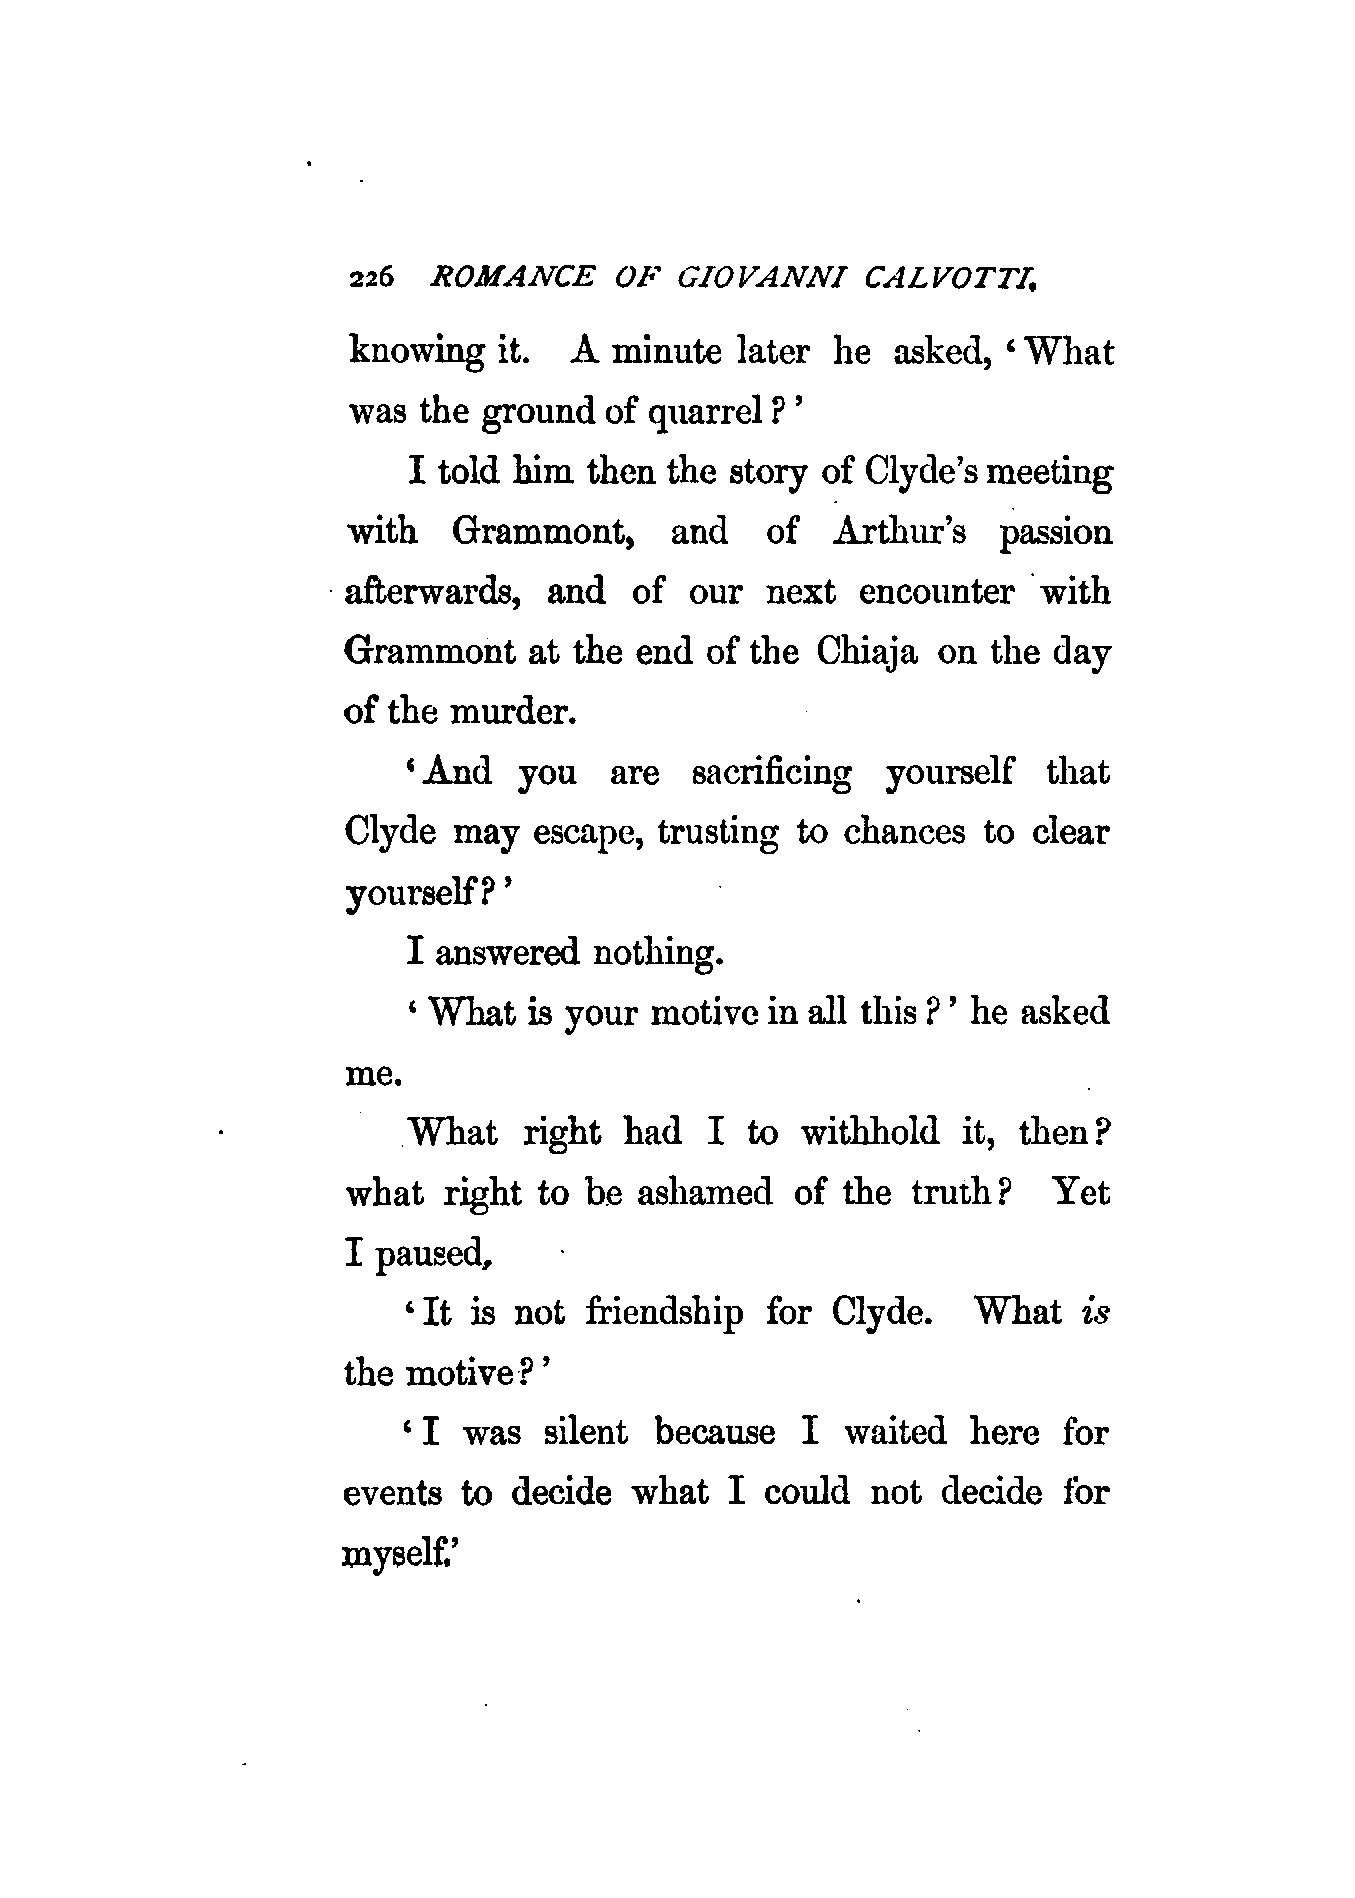 226 ROMANCE OF GIOVANNI CALVOTTI.
knowing it. A minute later he asked, ‘What
was the ground of quarrel?’
I told him then the story of Clyde’s meeting
with Grammont, and of Arthur’s passion
afterwards, and of our next encounter with
Grammont at the end of the Chiaja on the day
of the murder.
‘And you are sacrificing yourself that
Clyde may escape, trusting to chances to clear
yourself?’
I answered nothing.
‘What is your motive in all this?’ he asked
me.
What right had I to withhold it, then?
what right to be ashamed of the truth? Yet
I paused,
‘It is not friendship for Clyde. What is
the motive?’
‘I was silent because I waited here for
events to decide what I could not decide for
myself.’